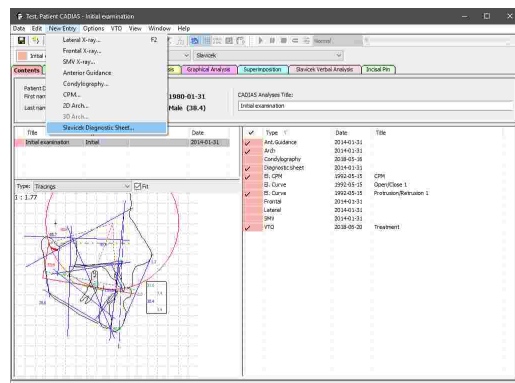 Test, Patient CADIAS - Initial examination
Data Edit New Entry Options VTO View Window Help
Lateral X-ray... F2
Frontal X-ray...
SMV X-ray...
Anterior Guidance
Condylography...
CPM...
2D Arch...
3D Arch...
Slavicek Diagnostic Sheet...
Normal
Initial
Slavicek
Contents
Graphical Analysis
Superimposition
Slavicek Verbal Analysis
Incisal Pin
Patient D
First nam
1980-01-31
CADIAS Analyses Title:
Last nam
Male (38.4)
Initial examination
Title Date
Initial examination Initial 2014-01-31
Type Date Title
Ant. Guidance 2014-01-31
Arch 2014-01-31
Condylography 2018-05-16
Diagnostic sheet 2014-01-31
El. CPM 1992-05-15 CPM
El. Curve 1992-05-15 Open/Close 1
El. Curve 1992-05-15 Protrusion/Retrusion 1
Frontal 2014-01-31
Lateral 2014-01-31
SMV 2014-01-31
VTO 2018-05-20 Treatment
Type: Tracings Fit
1 : 1.77